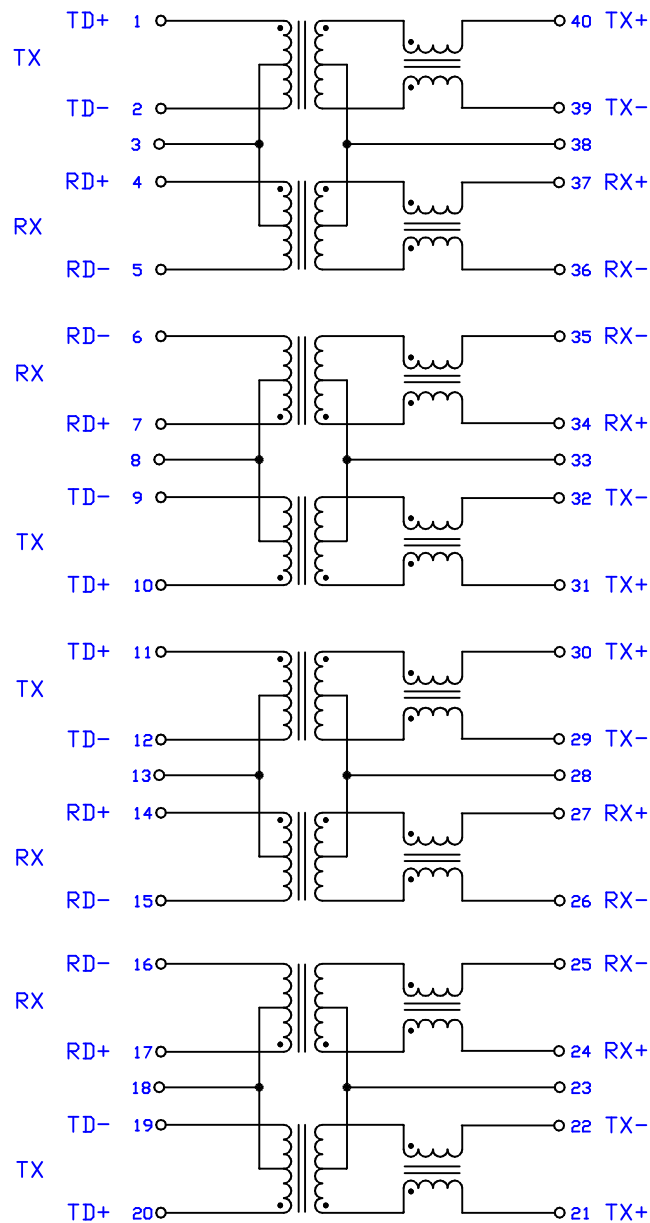 TD+ 1 40 TX+
TX
TD- 2 39 TX-
3 38
RD+ 4 37 RX+
RX
RD- 5 36 RX-
RD- 6 35 RX-
RX
RD+ 7 34 RX+
8 33
TD- 9 32 TX-
TX
TD+ 10 31 TX+
TD+ 11 30 TX+
TX
TD- 12 29 TX-
13 28
RD+ 14 27 RX+
RX
RD- 15 26 RX-
RD- 16 25 RX-
RX
RD+ 17 24 RX+
18 23
TD- 19 22 TX-
TX
TD+ 20 21 TX+